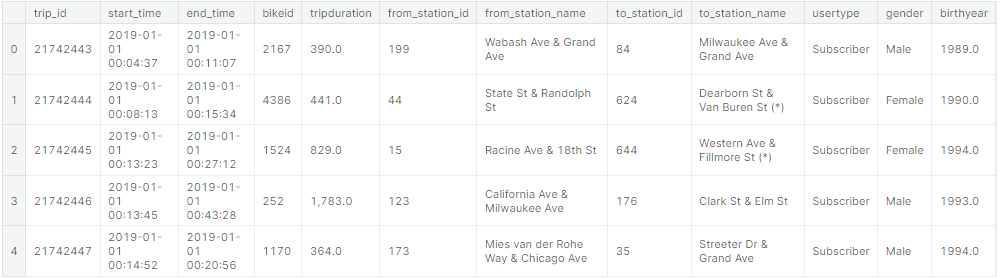 trip_id start_time end_time bikeid tripduration from_station_id from_station_name to_station_id to_station_name usertype gender birthyear
0 21742443 2019-01-01 00:04:37 2019-01-01 00:11:07 2167 390.0 199 Wabash Ave & Grand Ave 84 Milwaukee Ave & Grand Ave Subscriber Male 1989.0
1 21742444 2019-01-01 00:08:13 2019-01-01 00:15:34 4386 441.0 44 State St & Randolph St 624 Dearborn St & Van Buren St (*) Subscriber Female 1990.0
2 21742445 2019-01-01 00:13:23 2019-01-01 00:27:12 1524 829.0 15 Racine Ave & 18th St 644 Western Ave & Fillmore St (*) Subscriber Female 1994.0
3 21742446 2019-01-01 00:13:45 2019-01-01 00:43:28 252 1,783.0 123 California Ave & Milwaukee Ave 176 Clark St & Elm St Subscriber Male 1993.0
4 21742447 2019-01-01 00:14:52 2019-01-01 00:20:56 1170 364.0 173 Mies van der Rohe Way & Chicago Ave 35 Streeter Dr & Grand Ave Subscriber Male 1994.0